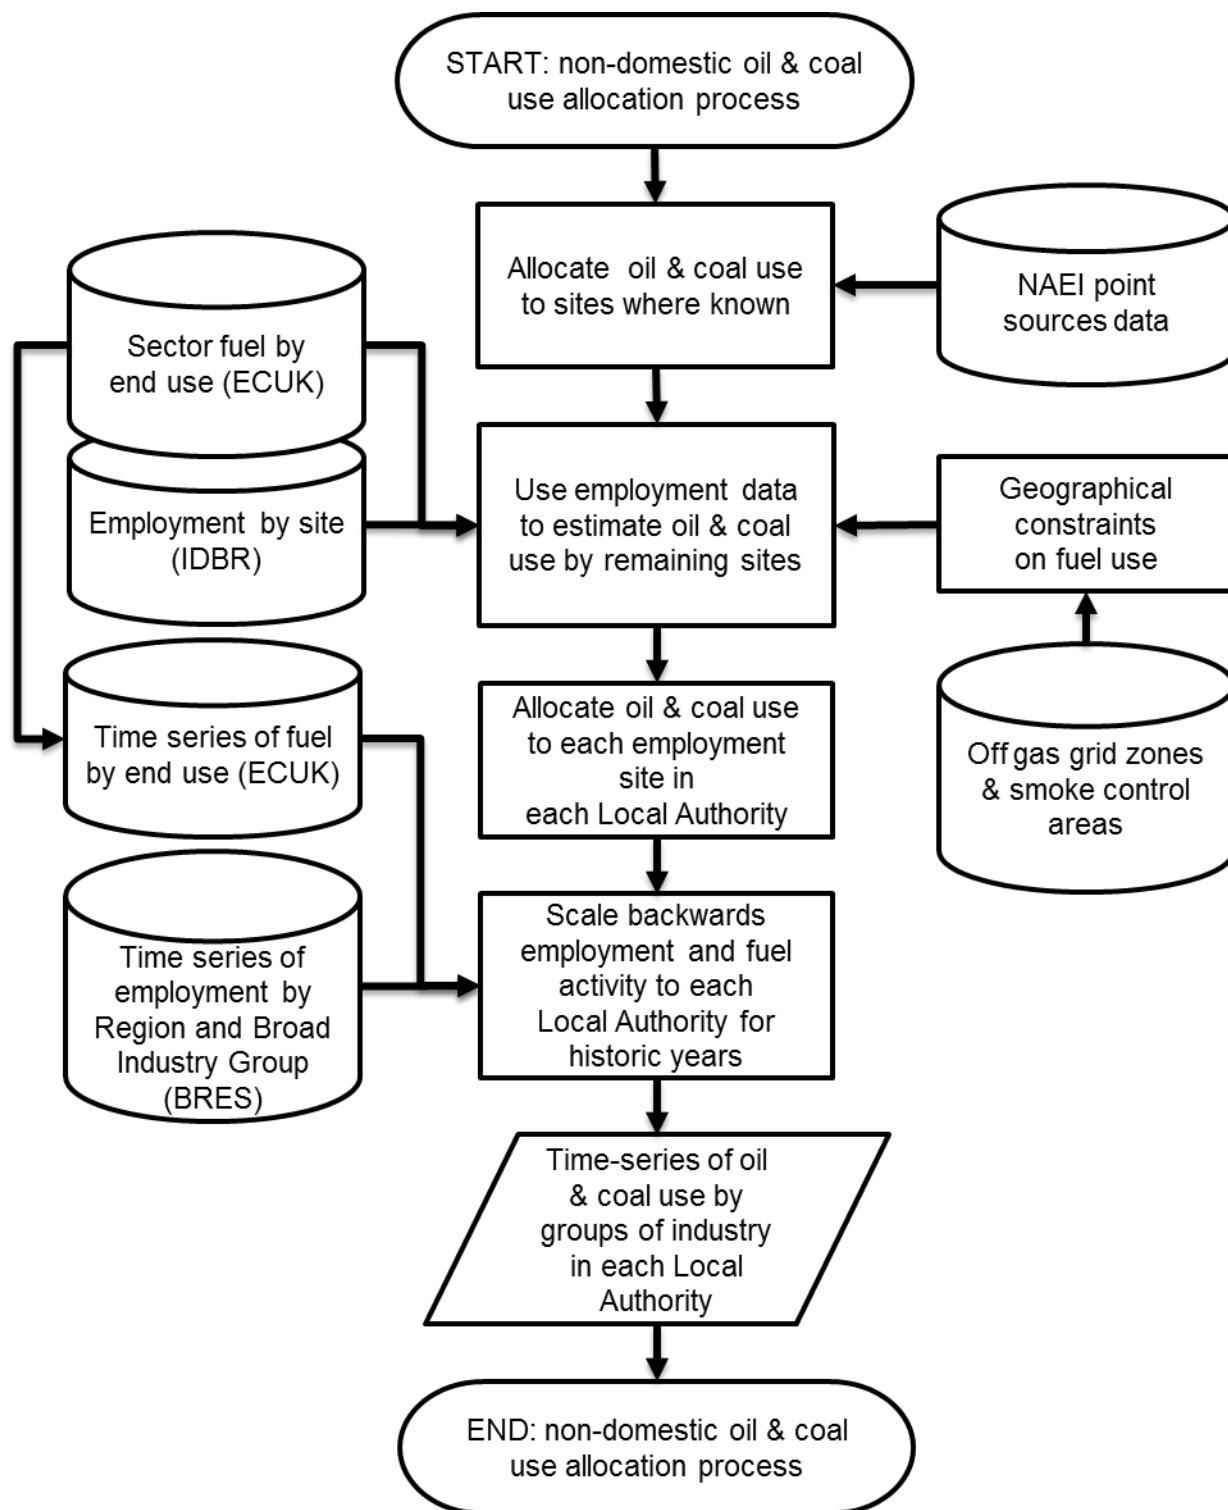 START: non-domestic oil & coal
use allocation process
Allocate oil & coal use
to sites where known
NAEI point
sources data
Sector fuel by
end use (ECUK)
Employment by site
(IDBR)
Use employment data
to estimate oil & coal
use by remaining sites
Geographical
constraints
on fuel use
Time series of fuel
by end use (ECUK)
Allocate oil & coal use
to each employment
site in
each Local Authority
Off gas grid zones
& smoke control
areas
Time series of
employment by
Region and Broad
Industry Group
(BRES)
Scale backwards
employment and fuel
activity to each
Local Authority for
historic years
Time-series of oil
& coal use by
groups of industry
in each Local
Authority
END: non-domestic oil & coal
use allocation process